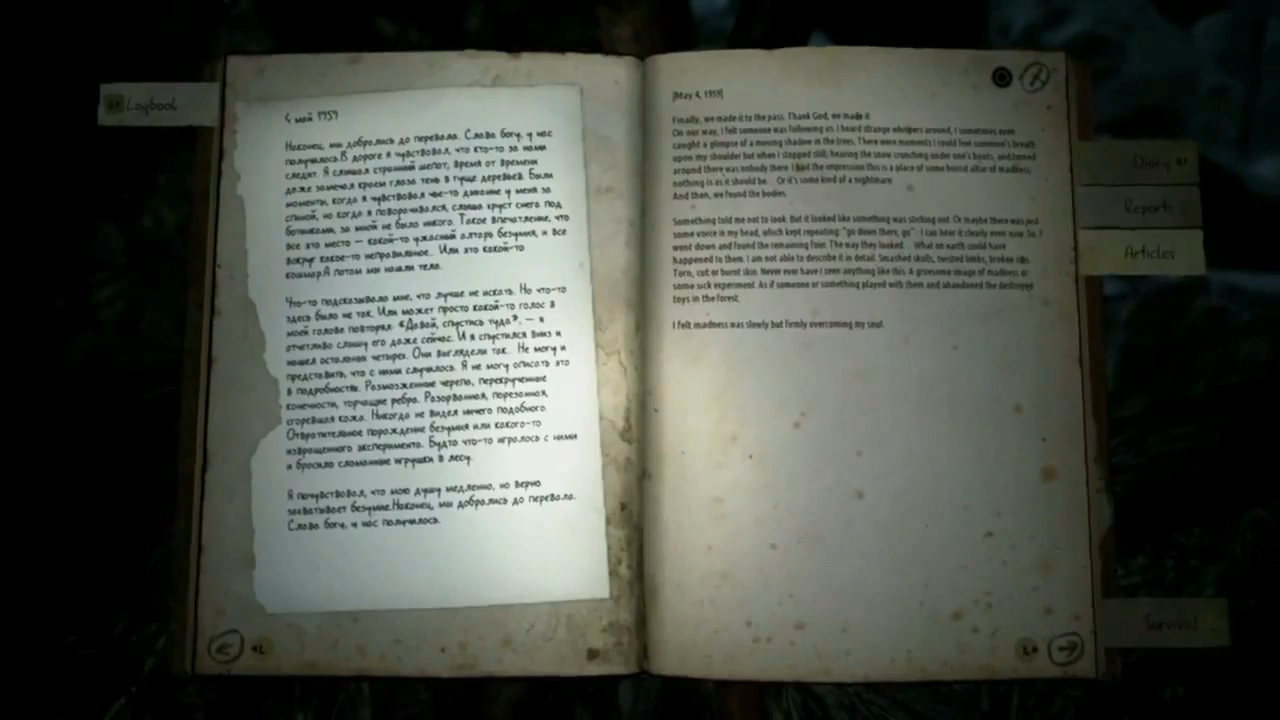 Logbook
4 май 1959
Наконец, мы добрались до перевала. Слава богу, у нас
получилось.В дороге я чувствовал, что кто-то за нами
следит. Я слышал странный шепот, время от времени
даже замечал краем глаза тень в гуще деревьев. Были
моменты, когда я чувствовал чье-то дыхание у меня за
спиной, но когда я поворачивался, слыша хруст снега под
ботинками, за мной не было никого. Такое впечатление, что
все это место — какой-то ужасный алтарь безумия, и все
вокруг какое-то неправильное... Или это какой-то
кошмар.А потом мы нашли тела.
Что-то подсказывало мне, что лучше не искать. Но что-то
здесь было не так. Или может просто какой-то голос в
моей голове повторял: «Давай, спустись туда», — я
отчетливо слышу его даже сейчас. И я спустился вниз и
нашел остальных четырех. Они выглядели так... Не могу и
представить, что с ними случилось. Я не могу описать это
в подробностях. Размозженные черепа, перекрученные
конечности, торчащие ребра. Разорванная, порезанная,
сгоревшая кожа. Никогда не видел ничего подобного.
Отвратительное порождение безумия или какого-то
извращенного эксперимента. Будто что-то игралось с ними
и бросило сломанные игрушки в лесу.
Я почувствовал, что мою душу медленно, но верно
захватывает безумие.Наконец, мы добрались до перевала.
Слава богу, у нас получилось.
L
[May 4, 1959]
Finally, we made it to the pass. Thank God, we made it.
On our way, I felt someone was following us. I heard strange whispers around, I sometimes even
caught a glimpse of a moving shadow in the trees. There were moments I could feel someone's breath
upon my shoulder but when I stopped still, hearing the snow crunching under one's boots, and turned
around there was nobody there. I had the impression this is a place of some horrid altar of madness,
nothing is as it should be... Or it's some kind of a nightmare.
And then, we found the bodies.
Something told me not to look. But it looked like something was sticking out. Or maybe there was just
some voice in my head, which kept repeating: "go down there, go" - I can hear it clearly even now. So, I
went down and found the remaining four. The way they looked... What on earth could have
happened to them. I am not able to describe it in detail. Smashed skulls, twisted limbs, broken ribs.
Torn, cut or burnt skin. Never ever have I seen anything like this. A gruesome image of madness or
some sick experiment. As if someone or something played with them and abandoned the destroyed
toys in the forest.
I felt madness was slowly but firmly overcoming my soul.
L
Diary
Reports
Articles
Survival